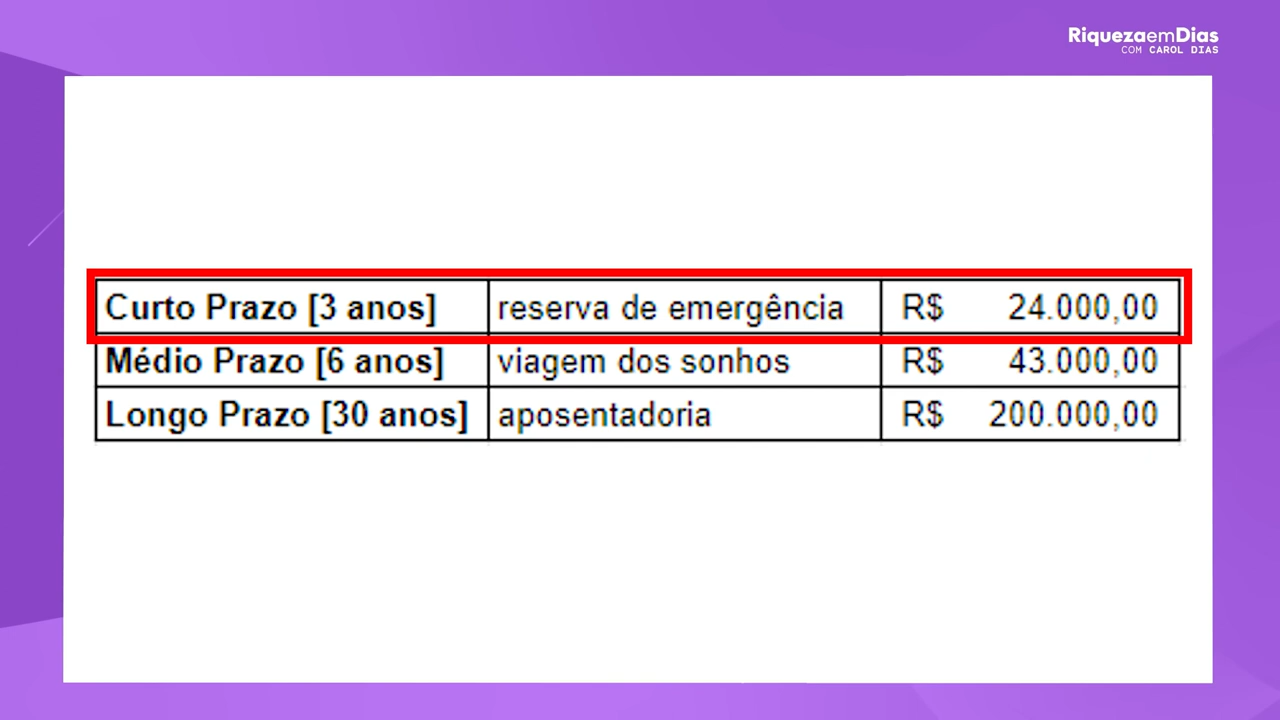 RiquezaemDias
COM CAROL DIAS
Curto Prazo [3 anos] reserva de emergência R$ 24.000,00
Médio Prazo [6 anos] viagem dos sonhos R$ 43.000,00
Longo Prazo [30 anos] aposentadoria R$ 200.000,00